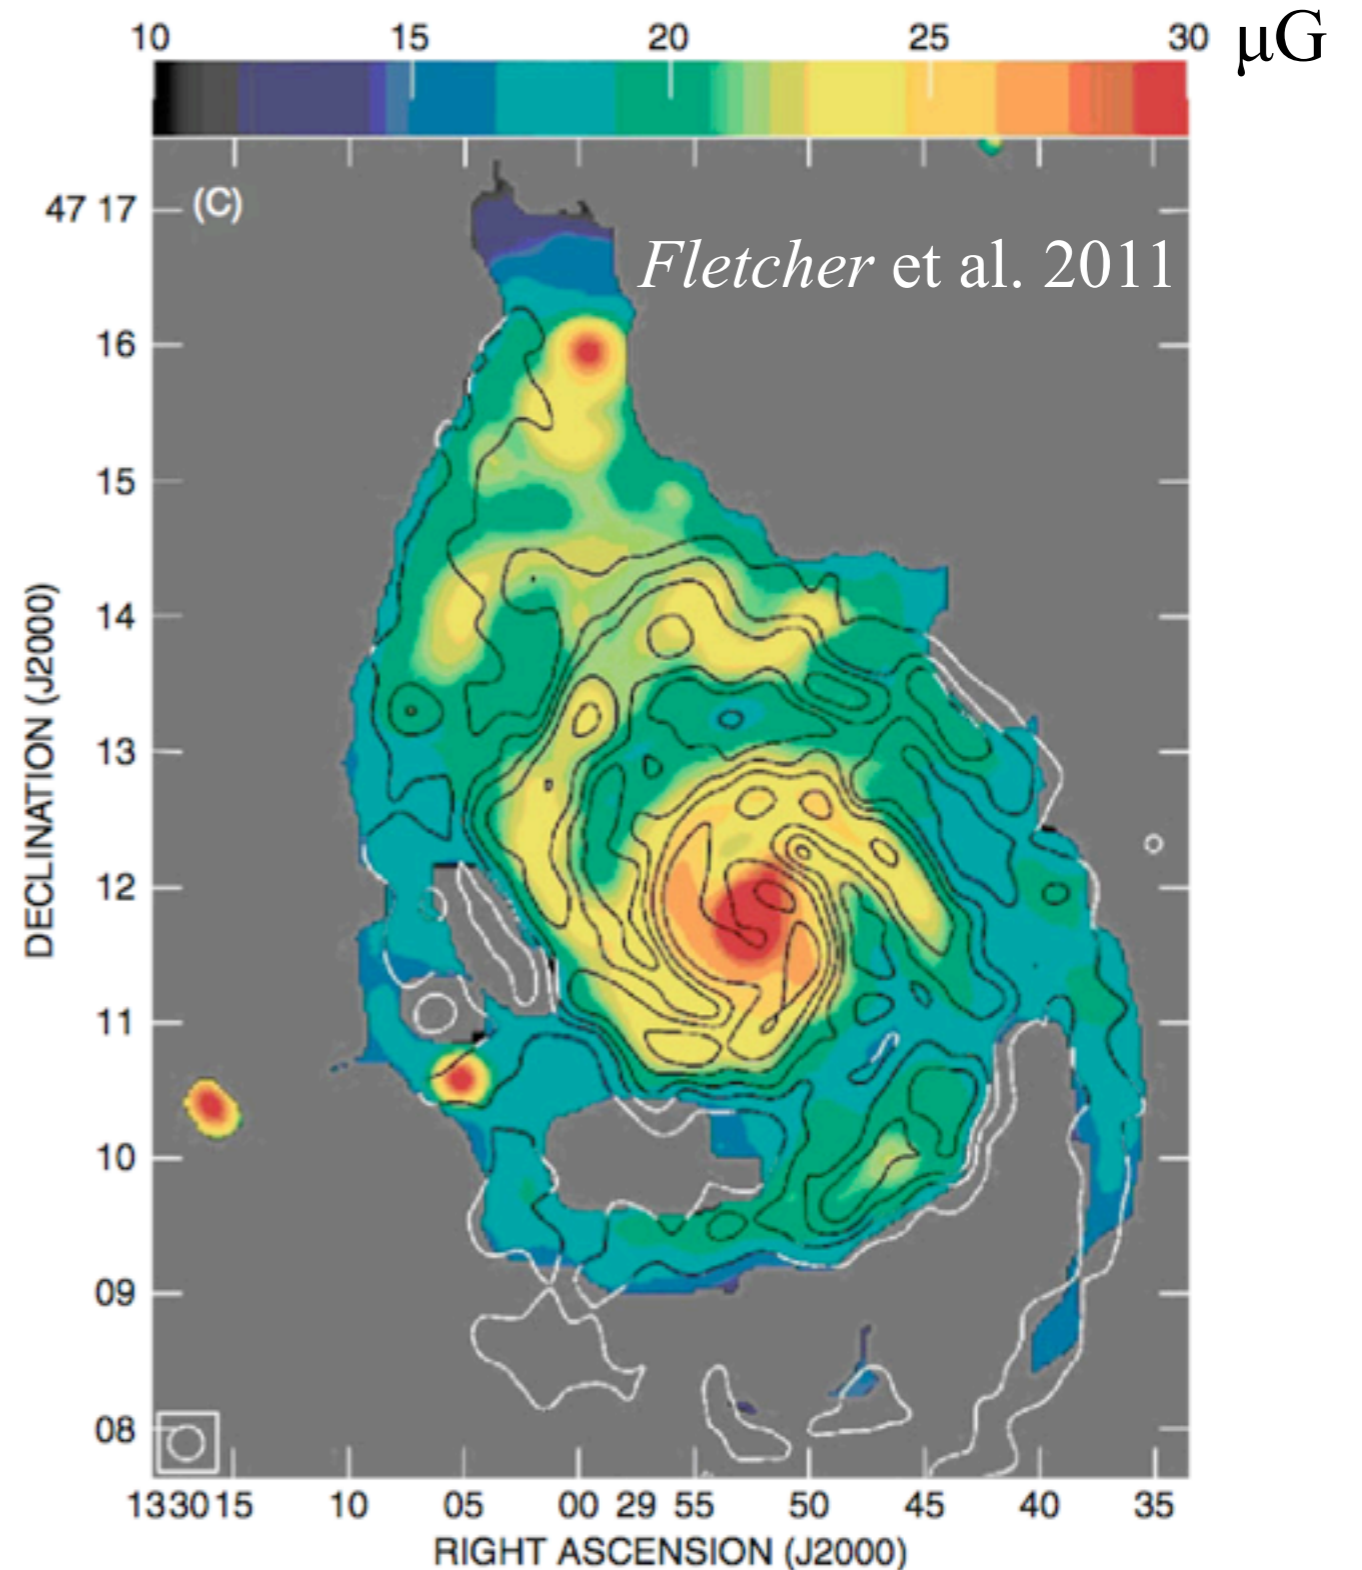 10 15 20 25 30 μG
(C)
47 17
Fletcher et al. 2011
16
15
14
13
12
11
10
09
08
DECLINATION (J2000)
13 30 15 10 05 00 29 55 50 45 40 35
RIGHT ASCENSION (J2000)